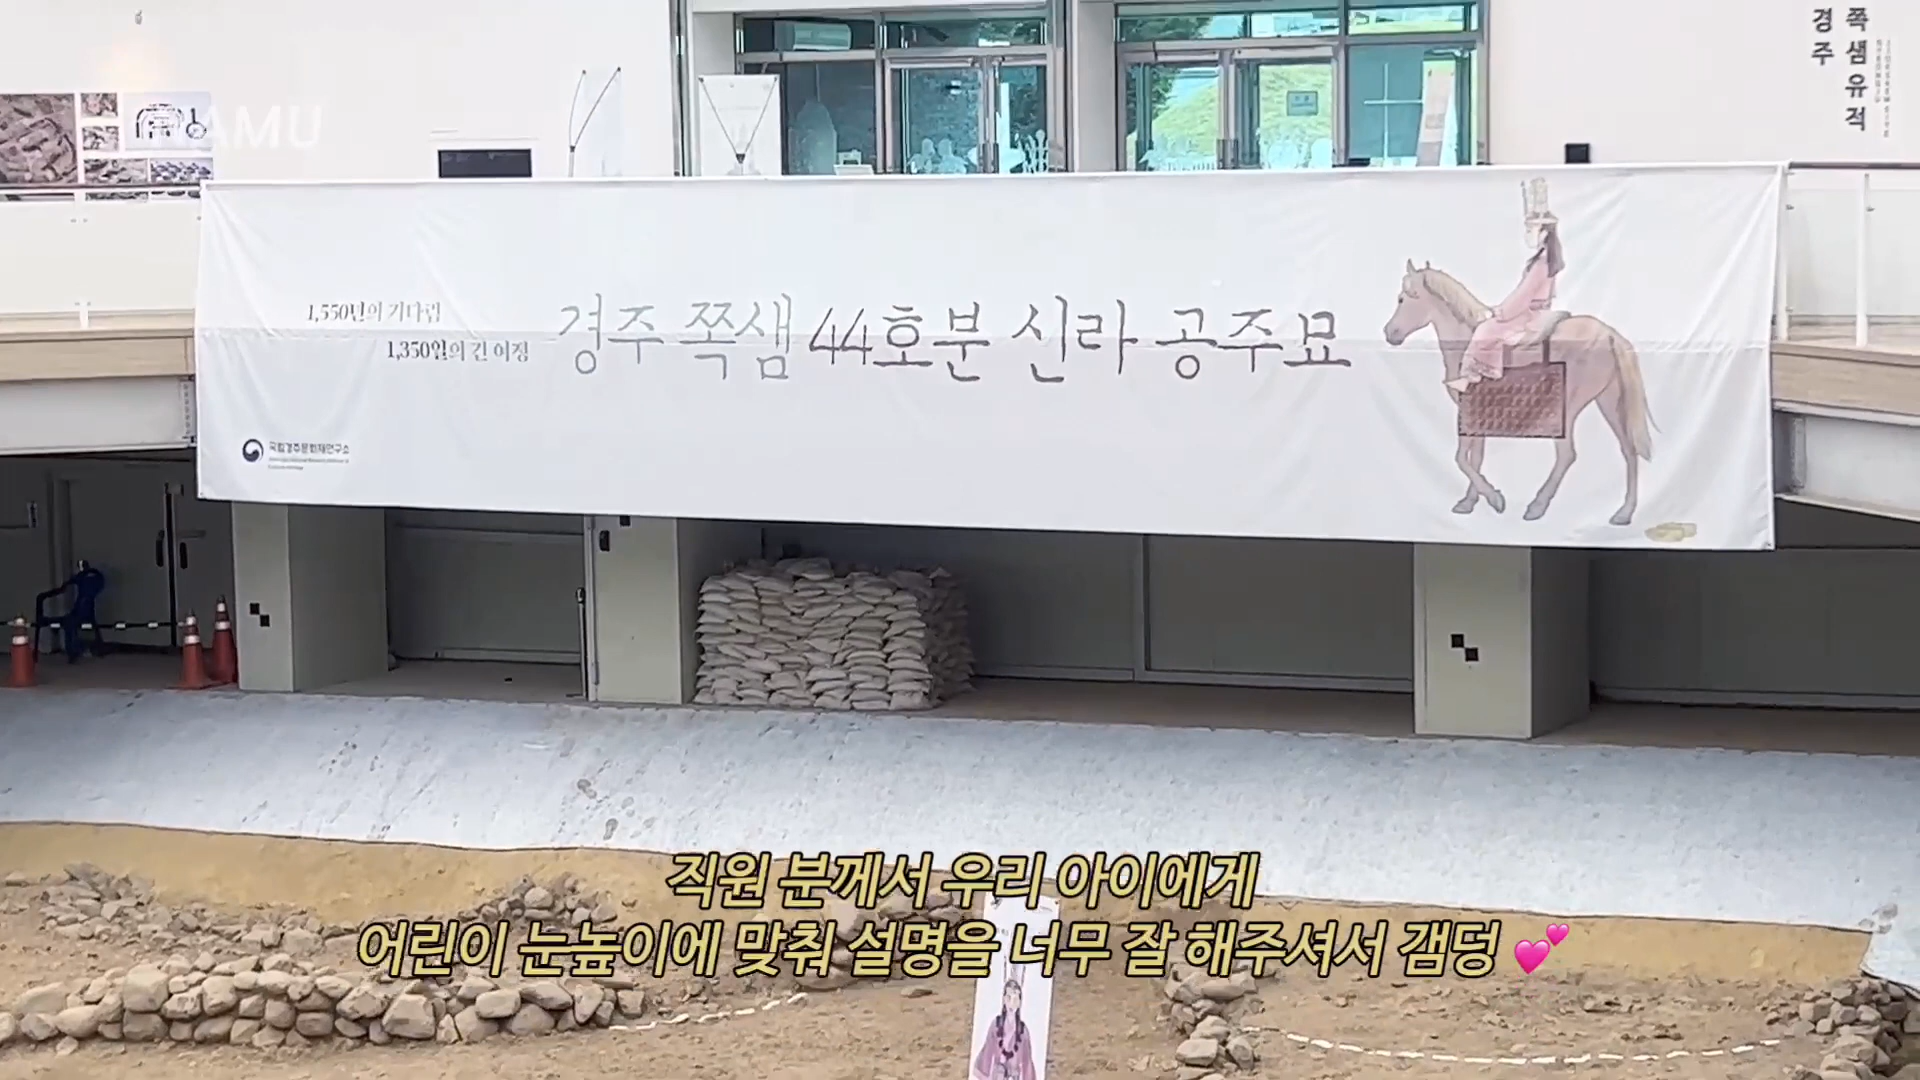 HAMU
경주
쪽샘유적
1,550년의 기다림
1,350일의 긴 여정
경주 쪽샘 44호분 신라 공주묘
국립경주문화재연구소
직원 분께서 우리 아이에게
어린이 눈높이에 맞춰 설명을 너무 잘 해주셔서 갬덩 💕